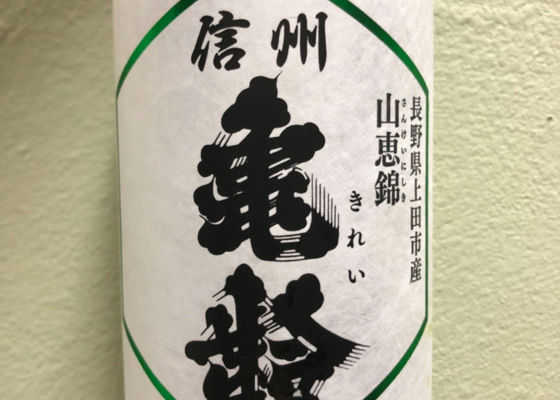 信州
亀齢
きれい
長野県上田市産
山恵錦
さんけいにしき